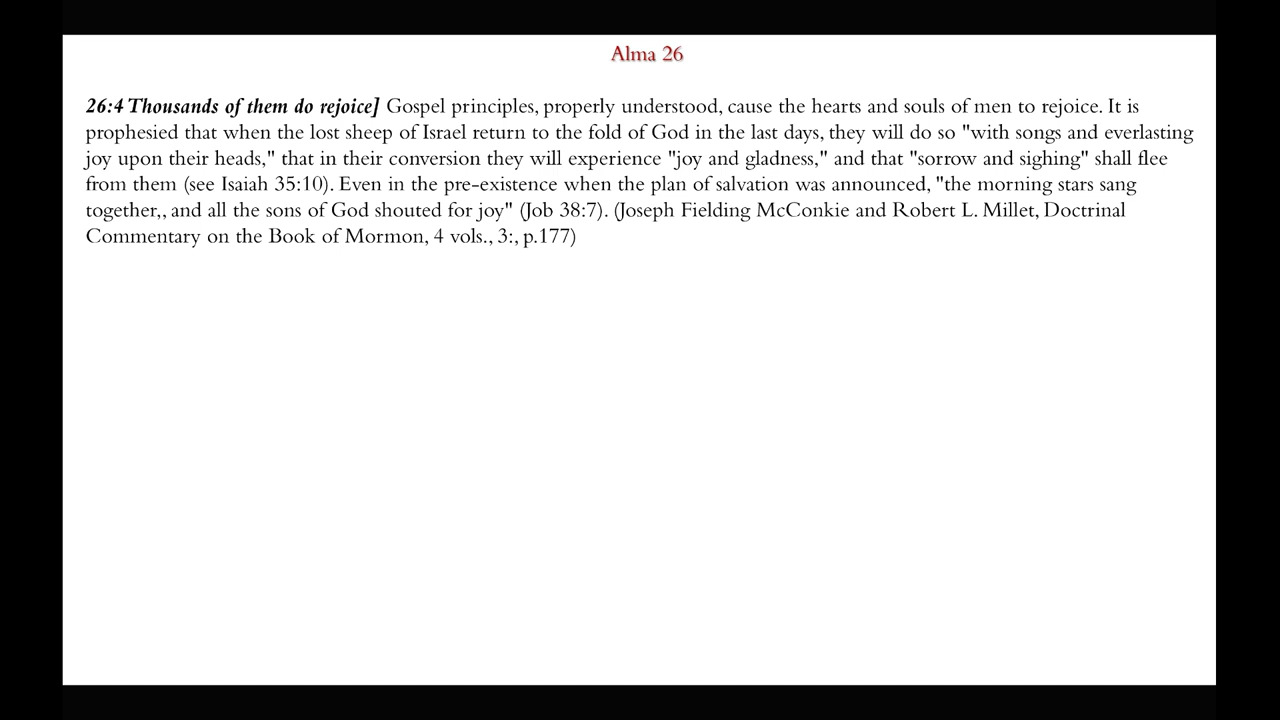 Alma 26
26:4 Thousands of them do rejoice] Gospel principles, properly understood, cause the hearts and souls of men to rejoice. It is
prophesied that when the lost sheep of Israel return to the fold of God in the last days, they will do so "with songs and everlasting
joy upon their heads," that in their conversion they will experience "joy and gladness," and that "sorrow and sighing" shall flee
from them (see Isaiah 35:10). Even in the pre-existence when the plan of salvation was announced, "the morning stars sang
together,, and all the sons of God shouted for joy" (Job 38:7). (Joseph Fielding McConkie and Robert L. Millet, Doctrinal
Commentary on the Book of Mormon, 4 vols., 3:, p.177)